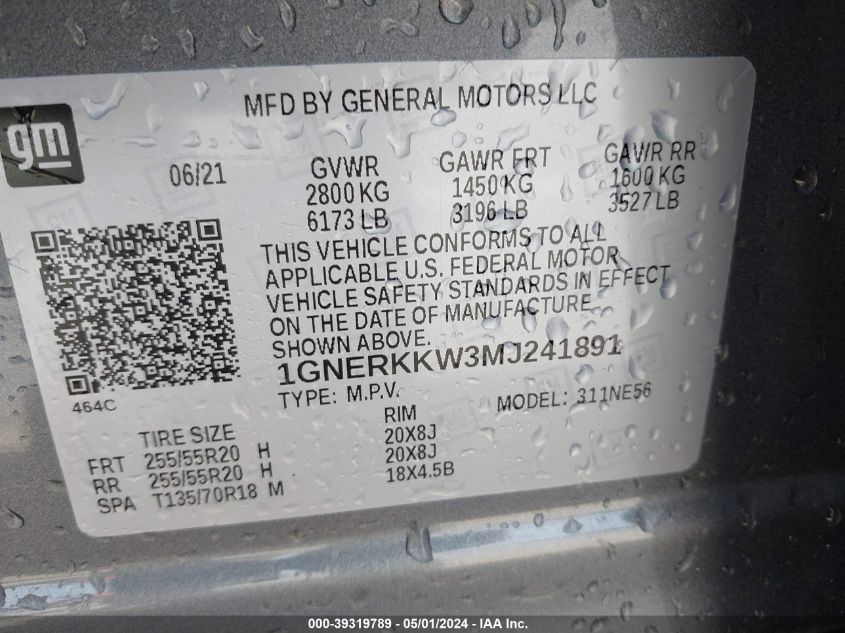 MFD BY GENERAL MOTORS LLC
gm
06/21 GVWR GAWR FRT GAWR RR
2800 KG 1450 KG 1600 KG
6173 LB 3196 LB 3527 LB
THIS VEHICLE CONFORMS TO ALL
APPLICABLE U.S. FEDERAL MOTOR
VEHICLE SAFETY STANDARDS IN EFFECT
ON THE DATE OF MANUFACTURE
SHOWN ABOVE.
1GNERKKW3MJ241891
464C
TYPE: M.P.V. MODEL: 311NE56
TIRE SIZE RIM
FRT 255/55R20 H 20X8J
RR 255/55R20 H 20X8J
SPA T135/70R18 M 18X4.5B
000-39319789 - 05/01/2024 - IAA Inc.